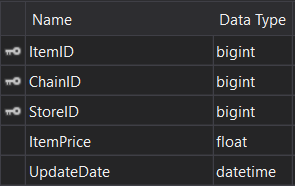 Name Data Type
ItemID bigint
ChainID bigint
StoreID bigint
ItemPrice float
UpdateDate datetime